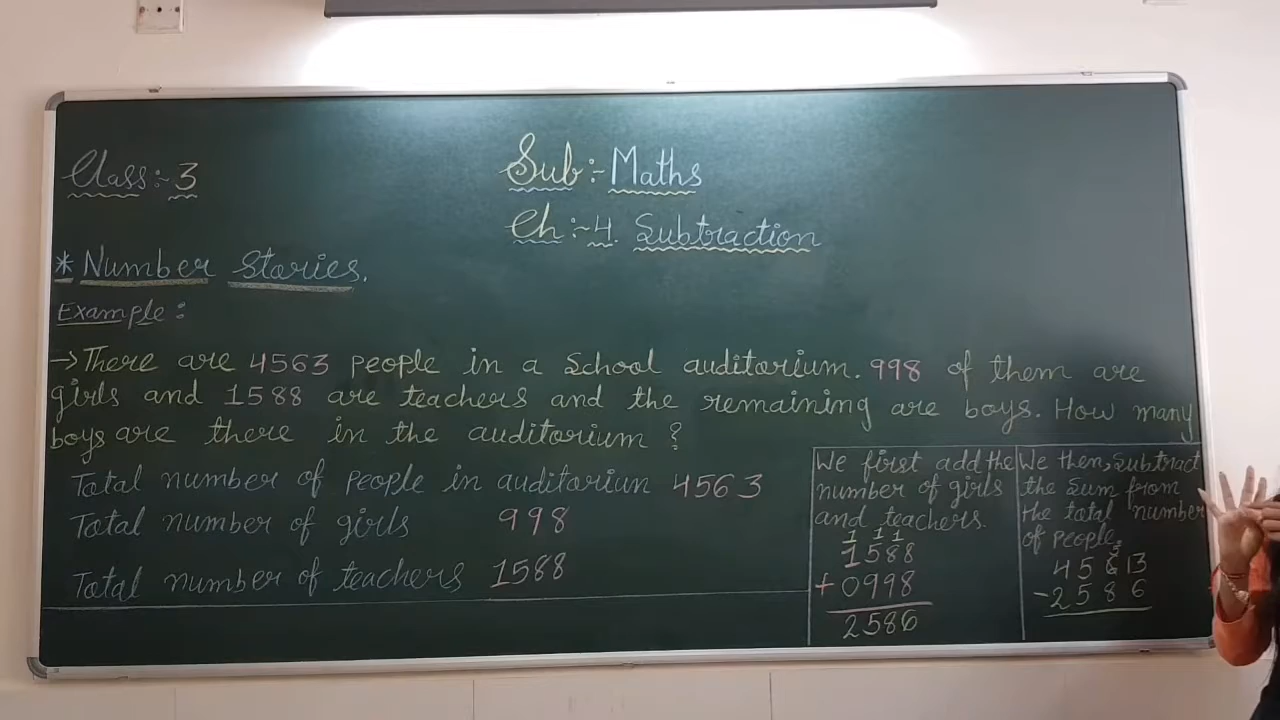 Class:- 3
Sub:- Maths
Ch:- 4. Subtraction
* Number Stories.
Example:
→ There are 4563 people in a School auditorium. 998 of them are
girls and 1588 are teachers and the remaining are boys. How many
boys are there in the auditorium ?
Total number of people in auditoriun 4563
Total number of girls 998
Total number of teachers 1588
We first add the
number of girls
and teachers.
1 1 1
1588
+ 0998
2586
We then Subtract
the Sum from
the total number
of people.
5
4 5 6 13
- 2 5 8 6